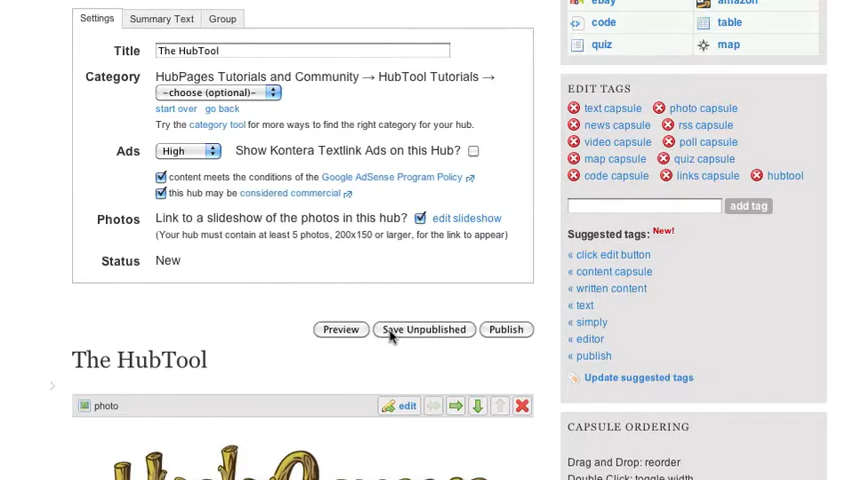 Settings
Summary Text
Group
Title The HubTool
Category HubPages Tutorials and Community → HubTool Tutorials →
-choose (optional)-
start over go back
Try the category tool for more ways to find the right category for your hub.
Ads High Show Kontera Textlink Ads on this Hub?
content meets the conditions of the Google AdSense Program Policy
this hub may be considered commercial
Photos Link to a slideshow of the photos in this hub? edit slideshow
(Your hub must contain at least 5 photos, 200x150 or larger, for the link to appear)
Status New
Preview Save Unpublished Publish
The HubTool
photo edit
ebay amazon
code table
quiz map
EDIT TAGS
text capsule photo capsule
news capsule rss capsule
video capsule poll capsule
map capsule quiz capsule
code capsule links capsule hubtool
add tag
Suggested tags: New!
« click edit button
« content capsule
« written content
« text
« simply
« editor
« publish
Update suggested tags
CAPSULE ORDERING
Drag and Drop: reorder
Double Click: toggle width